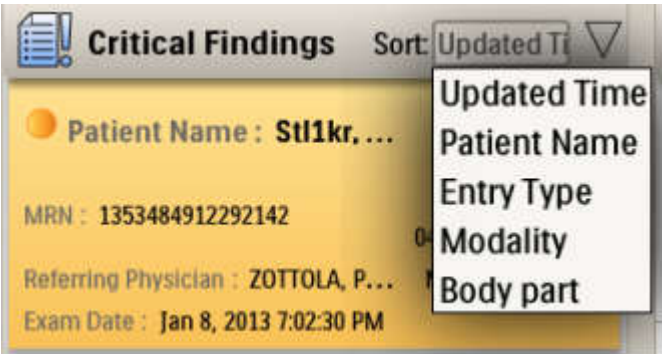 Critical Findings Sort: Updated Ti
Updated Time
Patient Name
Entry Type
Modality
Body part
Patient Name : Stl1kr, ...
MRN : 1353484912292142
04
Referring Physician : ZOTTOLA, P...
Exam Date : Jan 8, 2013 7:02:30 PM